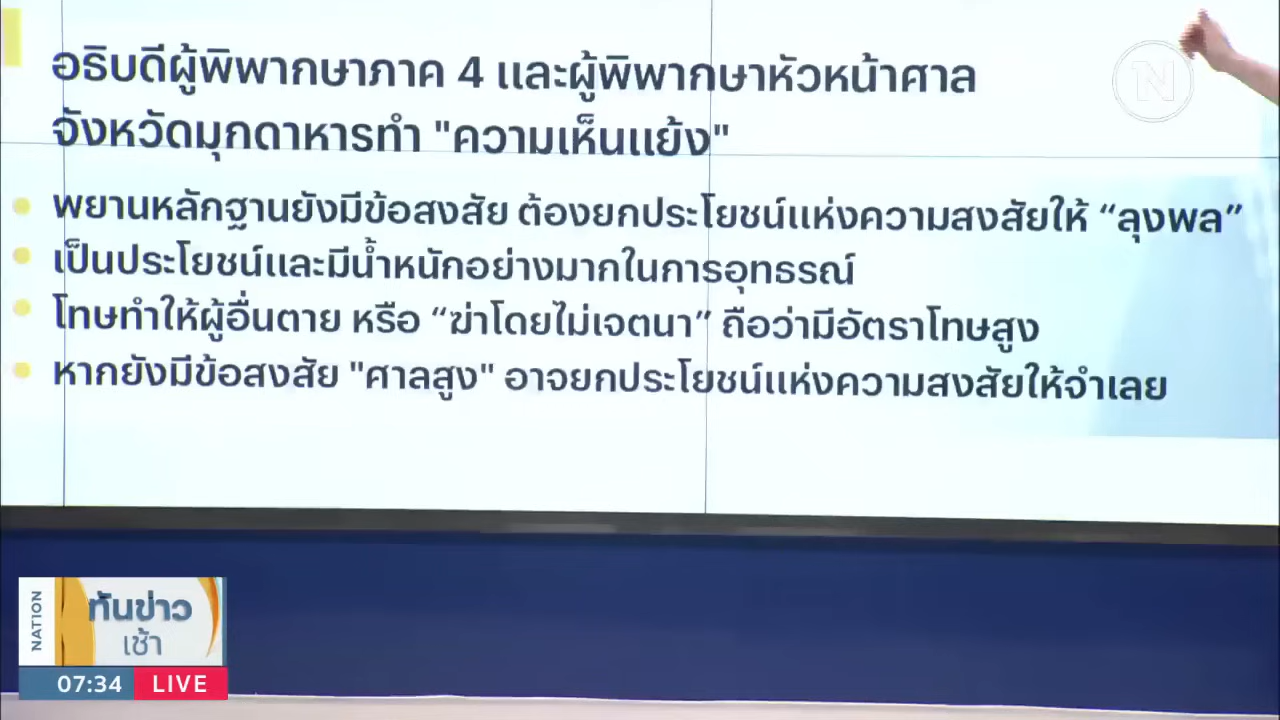 อธิบดีผู้พิพากษาภาค 4 และผู้พิพากษาหัวหน้าศาล
จังหวัดมุกดาหารทำ "ความเห็นแย้ง"
พยานหลักฐานยังมีข้อสงสัย ต้องยกประโยชน์แห่งความสงสัยให้ “ลุงพล”
เป็นประโยชน์และมีน้ำหนักอย่างมากในการอุทธรณ์
โทษทำให้ผู้อื่นตาย หรือ “ฆ่าโดยไม่เจตนา” ถือว่ามีอัตราโทษสูง
หากยังมีข้อสงสัย "ศาลสูง" อาจยกประโยชน์แห่งความสงสัยให้จำเลย
N
NATION
ทันข่าว
เช้า
07:34 LIVE